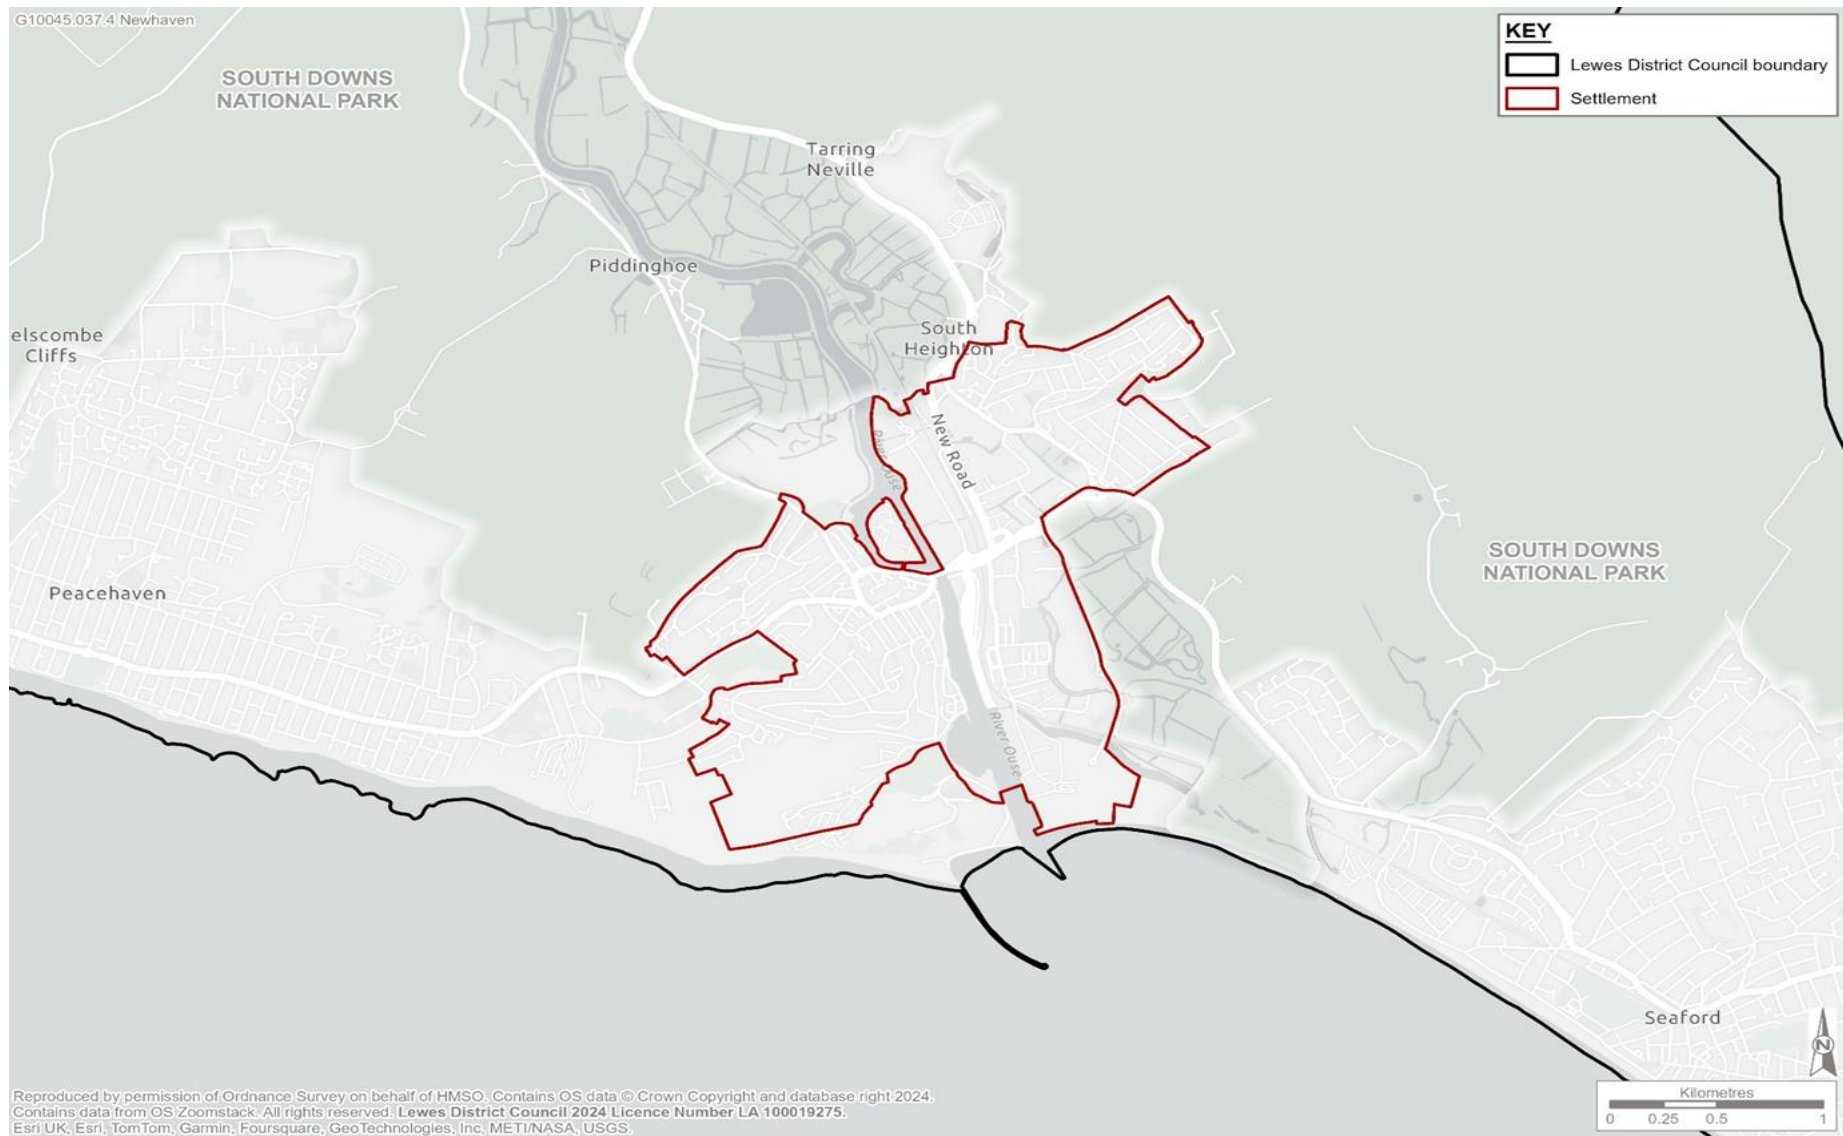 G10045.037.4 Newhaven
KEY
Lewes District Council boundary
Settlement
SOUTH DOWNS
NATIONAL PARK
Tarring
Neville
Piddinghoe
elscombe
Cliffs
South
Heighton
New Road
River Ouse
SOUTH DOWNS
NATIONAL PARK
Peacehaven
River Ouse
Seaford
N
Kilometres
0 0.25 0.5 1
Reproduced by permission of Ordnance Survey on behalf of HMSO. Contains OS data © Crown Copyright and database right 2024.
Contains data from OS Zoomstack. All rights reserved. Lewes District Council 2024 Licence Number LA 100019275.
Esri UK, Esri, TomTom, Garmin, Foursquare, GeoTechnologies, Inc, METI/NASA, USGS.